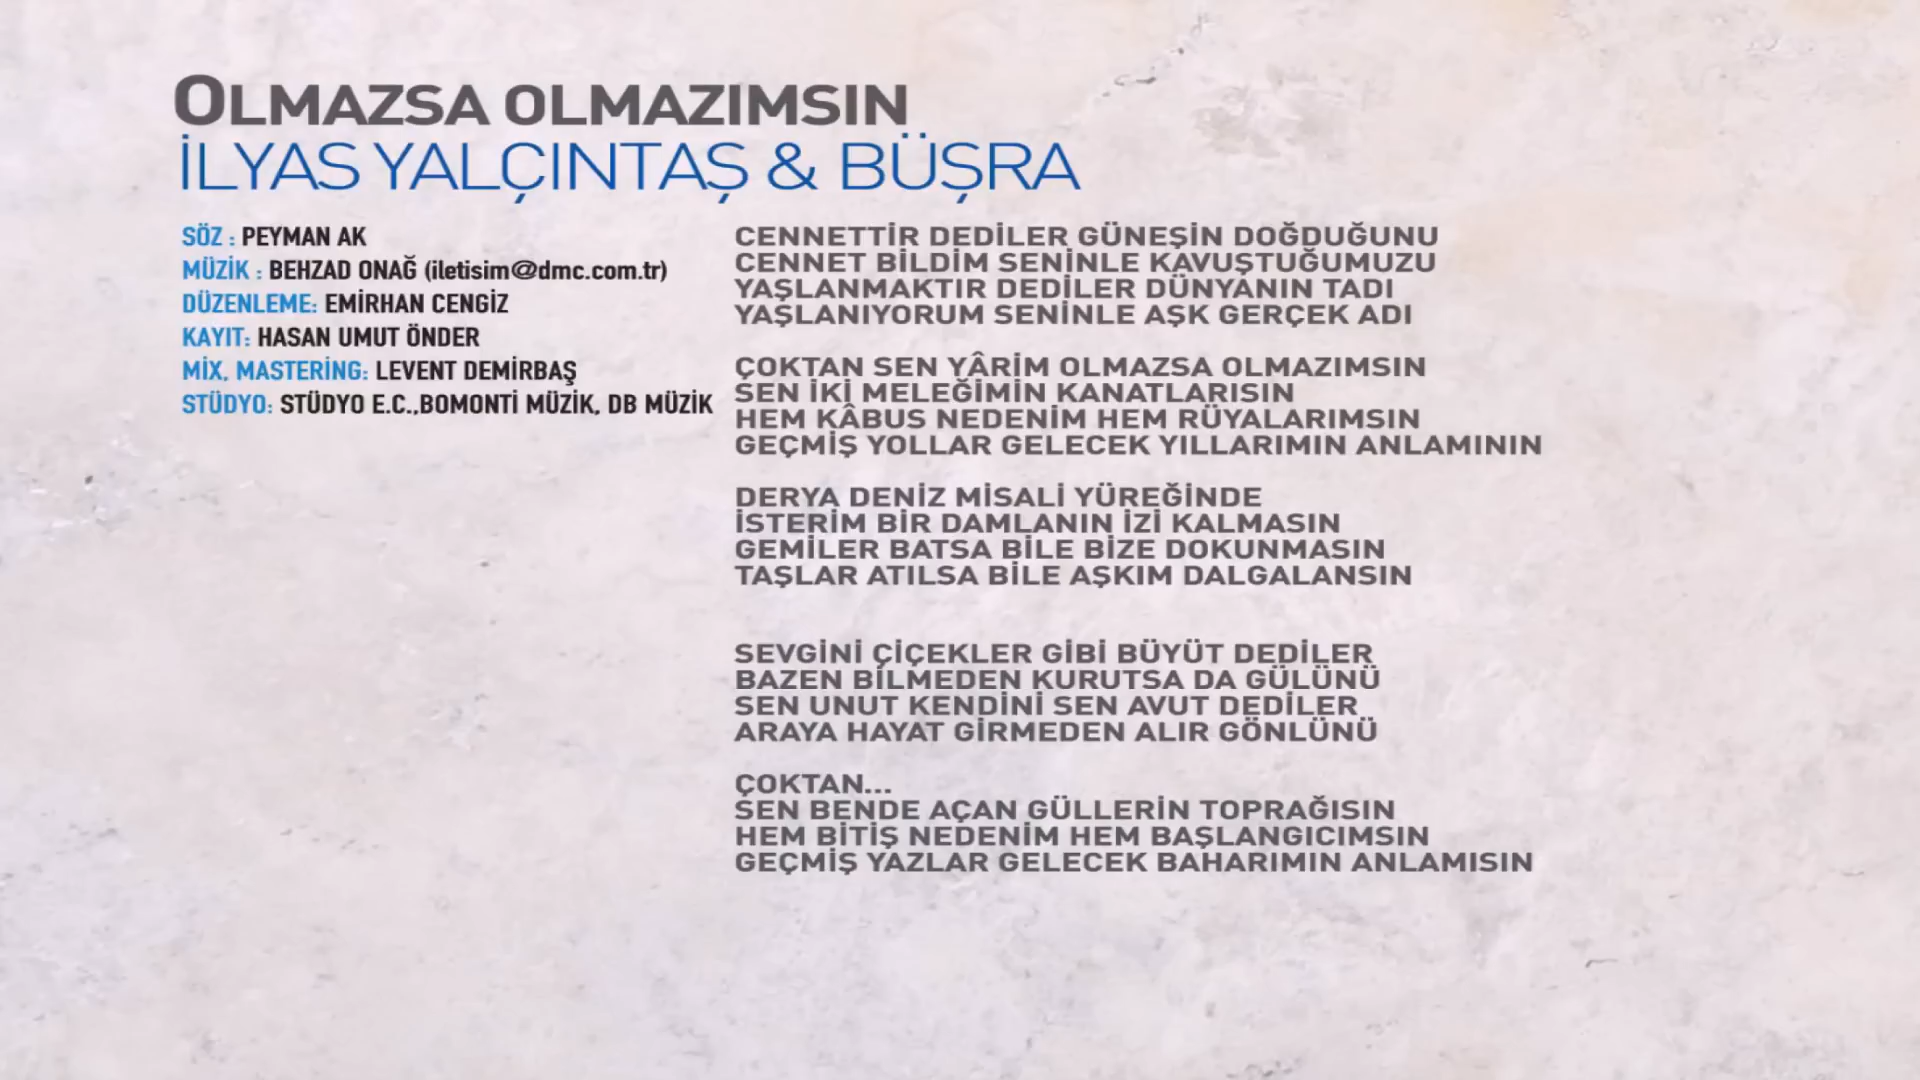 OLMAZSA OLMAZIMSIN
İLYAS YALÇINTAŞ & BÜŞRA
SÖZ : PEYMAN AK
MÜZİK : BEHZAD ONAĞ (iletisim@dmc.com.tr)
DÜZENLEME: EMİRHAN CENGİZ
KAYIT: HASAN UMUT ÖNDER
MİX, MASTERİNG: LEVENT DEMİRBAŞ
STÜDYO: STÜDYO E.C.,BOMONTİ MÜZİK, DB MÜZİK
CENNETTİR DEDİLER GÜNEŞİN DOĞDUĞUNU
CENNET BİLDİM SENİNLE KAVUŞTUĞUMUZU
YAŞLANMAKTIR DEDİLER DÜNYANIN TADI
YAŞLANIYORUM SENİNLE AŞK GERÇEK ADI
ÇOKTAN SEN YÂRİM OLMAZSA OLMAZIMSIN
SEN İKİ MELEĞİMİN KANATLARISIN
HEM KÂBUS NEDENİM HEM RÜYALARIMSIN
GEÇMİŞ YOLLAR GELECEK YILLARIMIN ANLAMININ
DERYA DENİZ MİSALİ YÜREĞİNDE
İSTERİM BİR DAMLANIN İZİ KALMASIN
GEMİLER BATSA BİLE BİZE DOKUNMASIN
TAŞLAR ATILSA BİLE AŞKIM DALGALANSIN
SEVGİNİ ÇİÇEKLER GİBİ BÜYÜT DEDİLER
BAZEN BİLMEDEN KURUTSA DA GÜLÜNÜ
SEN UNUT KENDİNİ SEN AVUT DEDİLER
ARAYA HAYAT GİRMEDEN ALIR GÖNLÜNÜ
ÇOKTAN...
SEN BENDE AÇAN GÜLLERİN TOPRAĞISIN
HEM BİTİŞ NEDENİM HEM BAŞLANGICIMSIN
GEÇMİŞ YAZLAR GELECEK BAHARIMIN ANLAMISIN